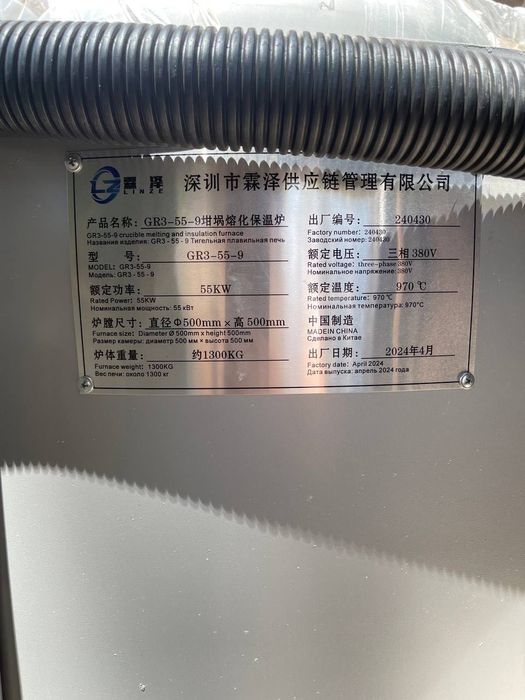 霖泽
LINZE
深圳市霖泽供应链管理有限公司
产品名称：GR3-55-9坩埚熔化保温炉
GR3-55-9 crucible melting and insulation furnace
Название изделия: GR3 - 55 - 9 Тигельная плавильная печь
型 号： GR3-55-9
MODEL: GR3-55-9
Модель: GR3 - 55 - 9
额定功率： 55KW
Rated Power: 55KW
Номинальная мощность: 55 кВт
炉膛尺寸：直径Φ500mm×高500mm
Furnace size: Diameter Ø 500mm x height 500mm
Размер камеры: диаметр 500 мм × высота 500 мм
炉体重量： 约1300KG
Furnace weight: 1300KG
Вес печи: около 1300 кг
出厂编号： 240430
Factory number: 240430
Заводский номер: 240430
额定电压：三相380V
Rated voltage: three-phase 380V
Номинальное напряжение: 380V
额定温度： 970℃
Rated temperature: 970 ℃
Номинальная температура: 970°C
中国制造
MADEIN CHINA
Сделано в Китае
出厂日期： 2024年4月
Factory date: April 2024
Дата выпуска: апрель 2024 года